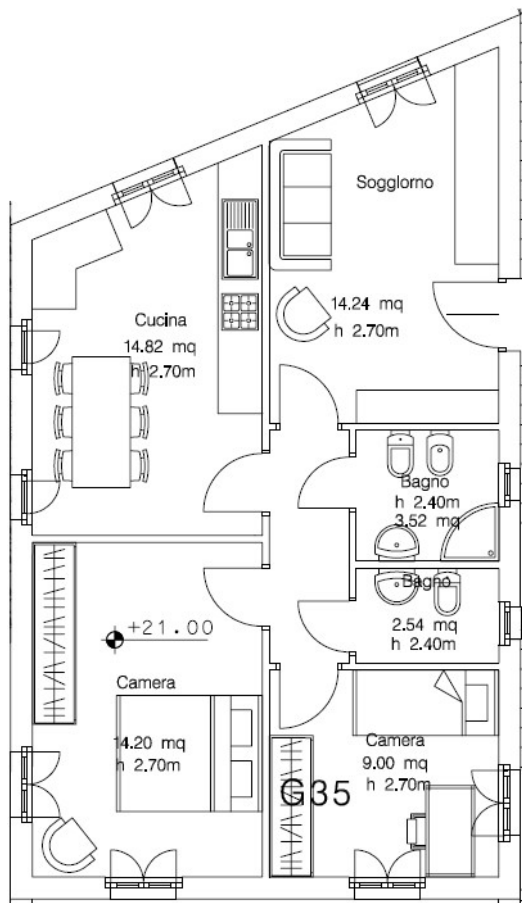 Soggiorno
14.24 mq
h 2.70m
Cucina
14.82 mq
h 2.70m
Bagno
h 2.40m
3.52 mq
Bagno
2.54 mq
h 2.40m
+21.00
Camera
14.20 mq
h 2.70m
Camera
9.00 mq
h 2.70m
G35